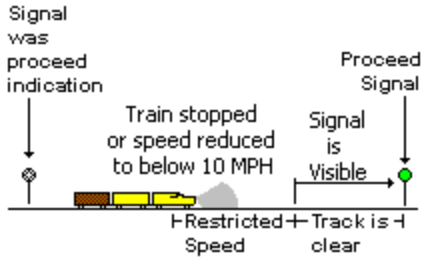 Signal
was
proceed
indication
Train stopped
or speed reduced
to below 10 MPH
Signal
is
Visible
Proceed
Signal
Restricted
Speed
Track is
clear